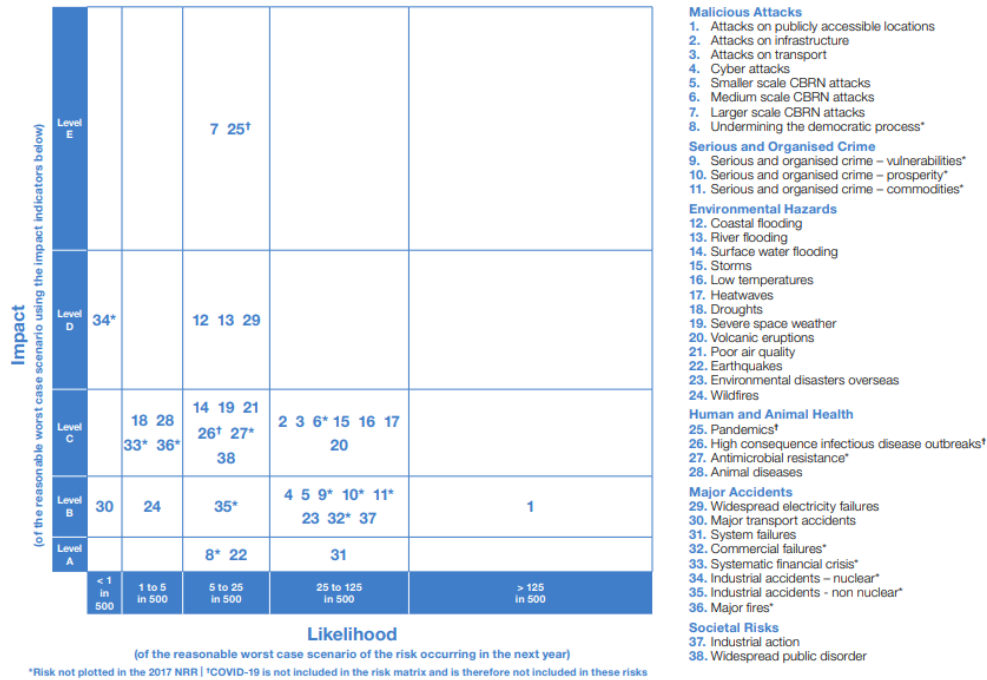 Impact
(of the reasonable worst case scenario using the impact indicators below)
Level
E
7 25†
Level
D
34*
12 13 29
Level
C
18 28
33* 36*
14 19 21
26† 27*
38
2 3 6* 15 16 17
20
Level
B
30
24
35*
4 5 9* 10* 11*
23 32* 37
1
Level
A
8* 22
31
< 1
in
500
1 to 5
in 500
5 to 25
in 500
25 to 125
in 500
> 125
in 500
Likelihood
(of the reasonable worst case scenario of the risk occurring in the next year)
*Risk not plotted in the 2017 NRR | †COVID-19 is not included in the risk matrix and is therefore not included in these risks
Malicious Attacks
1. Attacks on publicly accessible locations
2. Attacks on infrastructure
3. Attacks on transport
4. Cyber attacks
5. Smaller scale CBRN attacks
6. Medium scale CBRN attacks
7. Larger scale CBRN attacks
8. Undermining the democratic process*
Serious and Organised Crime
9. Serious and organised crime – vulnerabilities*
10. Serious and organised crime – prosperity*
11. Serious and organised crime – commodities*
Environmental Hazards
12. Coastal flooding
13. River flooding
14. Surface water flooding
15. Storms
16. Low temperatures
17. Heatwaves
18. Droughts
19. Severe space weather
20. Volcanic eruptions
21. Poor air quality
22. Earthquakes
23. Environmental disasters overseas
24. Wildfires
Human and Animal Health
25. Pandemics†
26. High consequence infectious disease outbreaks†
27. Antimicrobial resistance*
28. Animal diseases
Major Accidents
29. Widespread electricity failures
30. Major transport accidents
31. System failures
32. Commercial failures*
33. Systematic financial crisis*
34. Industrial accidents – nuclear*
35. Industrial accidents - non nuclear*
36. Major fires*
Societal Risks
37. Industrial action
38. Widespread public disorder